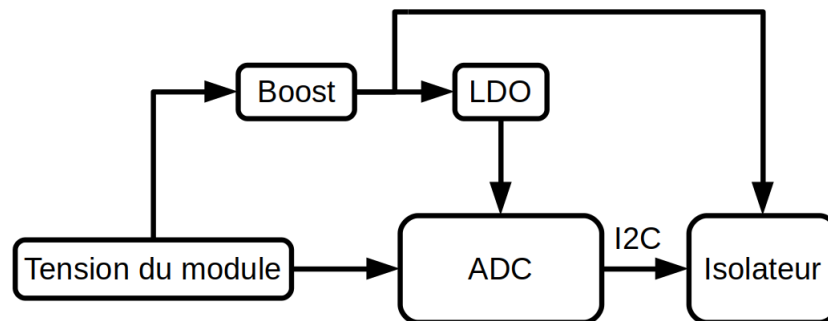 Boost
LDO
I2C
Tension du module
ADC
Isolateur